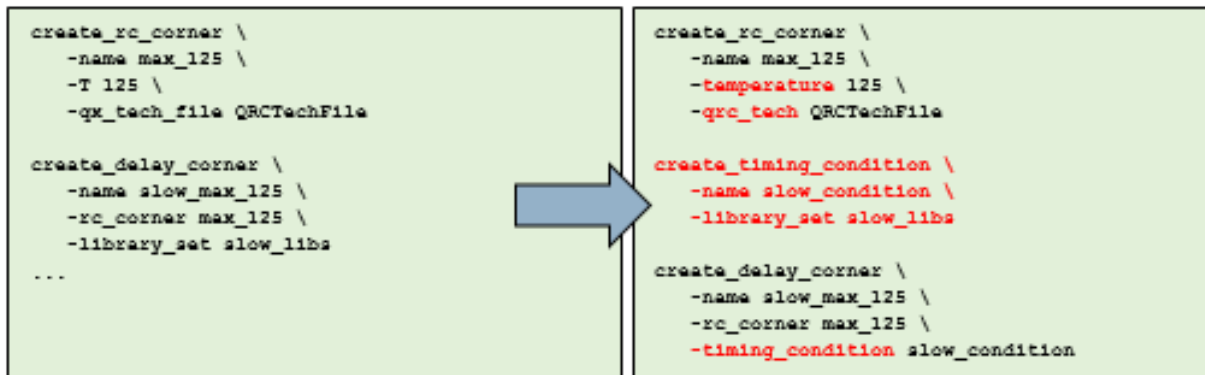 create_rc_corner \
-name max_125 \
-T 125 \
-qx_tech_file QRCTechFile
create_delay_corner \
-name slow_max_125 \
-rc_corner max_125 \
-library_set slow_libs
...
create_rc_corner \
-name max_125 \
-temperature 125 \
-qrc_tech QRCTechFile
create_timing_condition \
-name slow_condition \
-library_set slow_libs
create_delay_corner \
-name slow_max_125 \
-rc_corner max_125 \
-timing_condition slow_condition